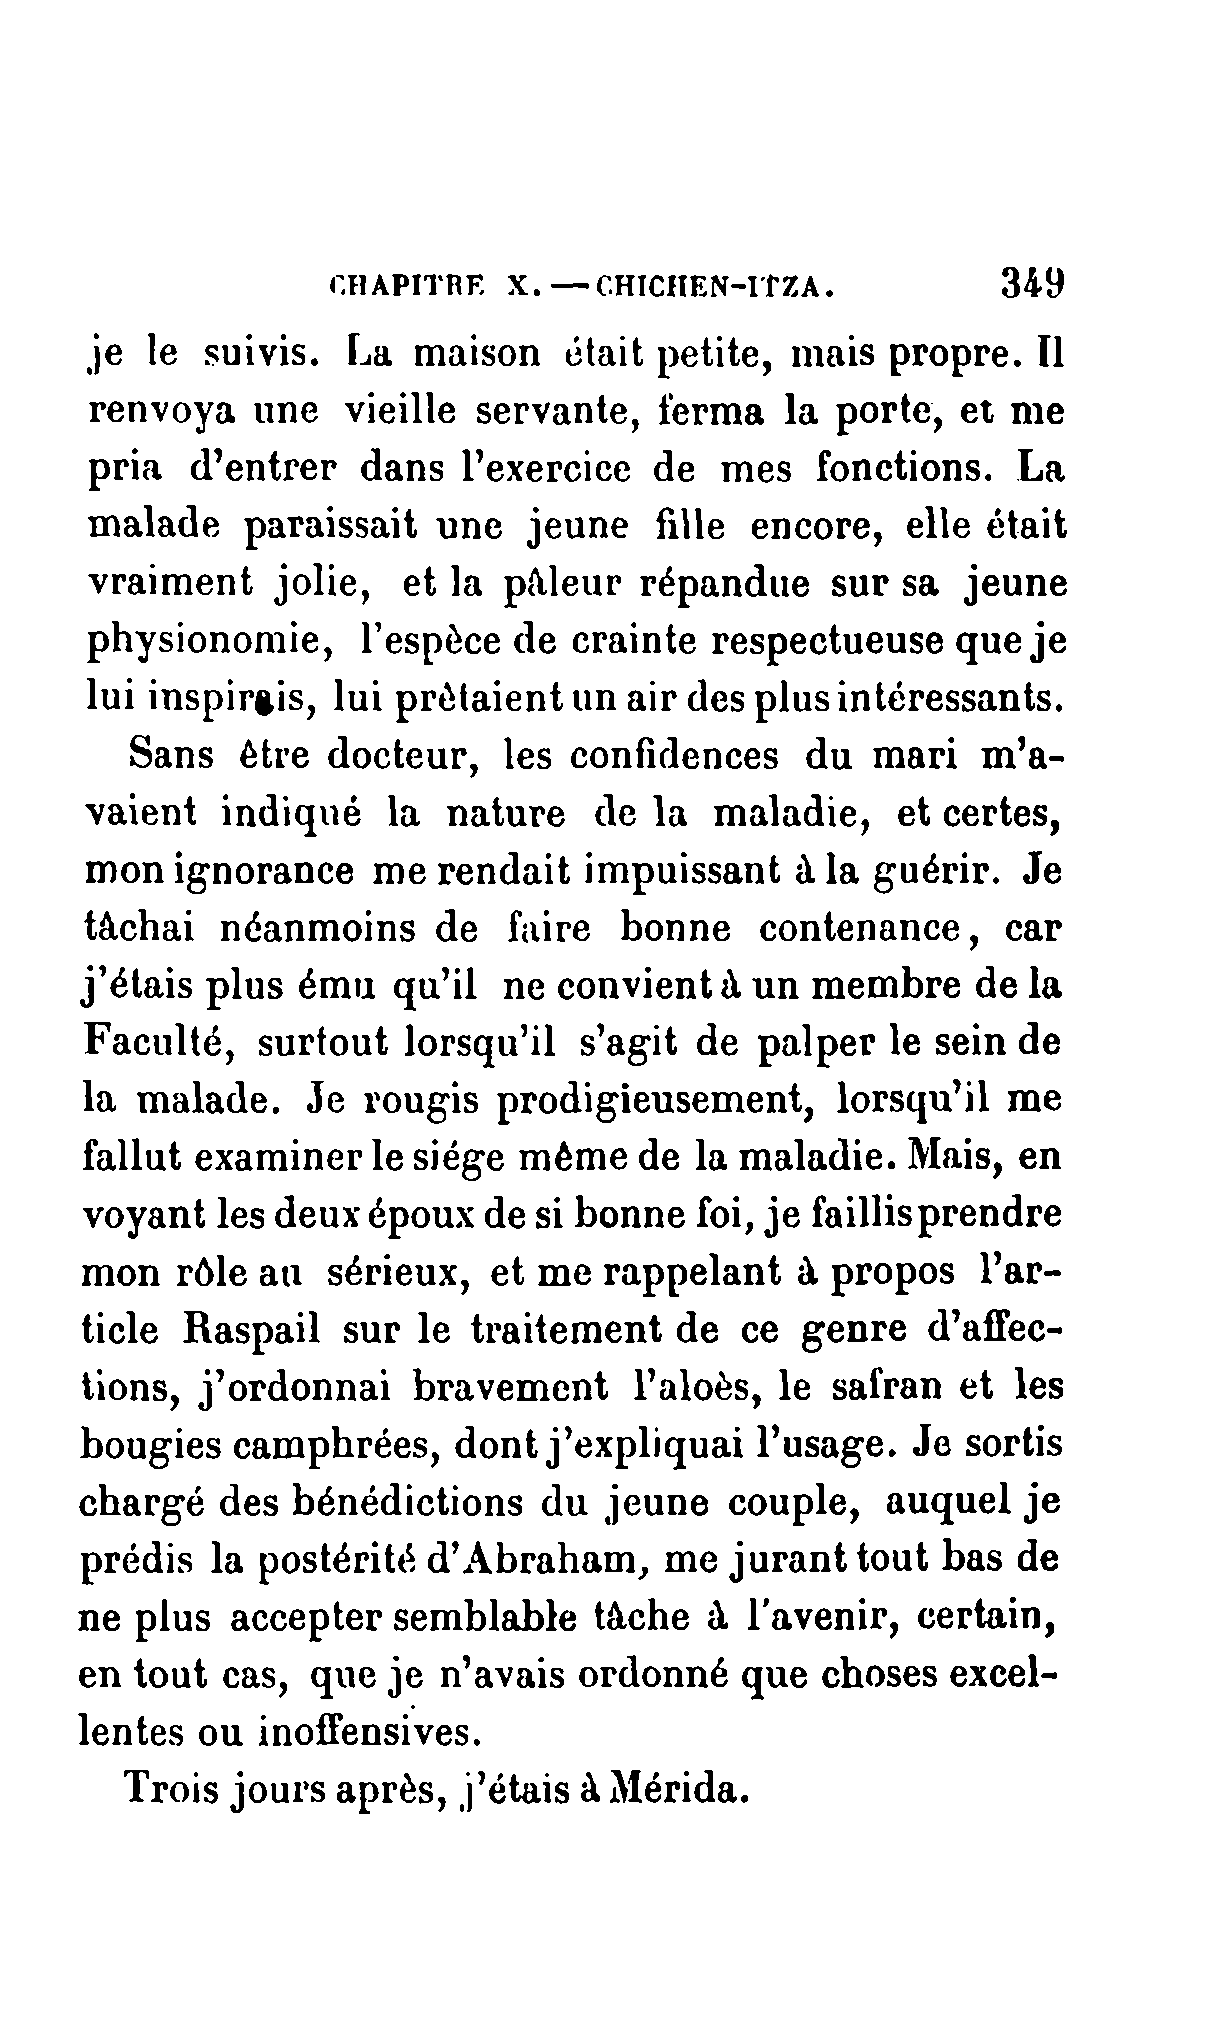 CHAPITRE X. — CHICHEN-ITZA. 349
je le suivis. La maison était petite, mais propre. Il
renvoya une vieille servante, ferma la porte, et me
pria d'entrer dans l'exercice de mes fonctions. La
malade paraissait une jeune fille encore, elle était
vraiment jolie, et la pâleur répandue sur sa jeune
physionomie, l'espèce de crainte respectueuse que je
lui inspirais, lui prêtaient un air des plus intéressants.
Sans être docteur, les confidences du mari m'a-
vaient indiqué la nature de la maladie, et certes,
mon ignorance me rendait impuissant à la guérir. Je
tâchai néanmoins de faire bonne contenance, car
j'étais plus ému qu'il ne convient à un membre de la
Faculté, surtout lorsqu'il s'agit de palper le sein de
la malade. Je rougis prodigieusement, lorsqu'il me
fallut examiner le siége même de la maladie. Mais, en
voyant les deux époux de si bonne foi, je faillis prendre
mon rôle au sérieux, et me rappelant à propos l'ar-
ticle Raspail sur le traitement de ce genre d'affec-
tions, j'ordonnai bravement l'aloès, le safran et les
bougies camphrées, dont j'expliquai l'usage. Je sortis
chargé des bénédictions du jeune couple, auquel je
prédis la postérité d'Abraham, me jurant tout bas de
ne plus accepter semblable tâche à l'avenir, certain,
en tout cas, que je n'avais ordonné que choses excel-
lentes ou inoffensives.
Trois jours après, j'étais à Mérida.